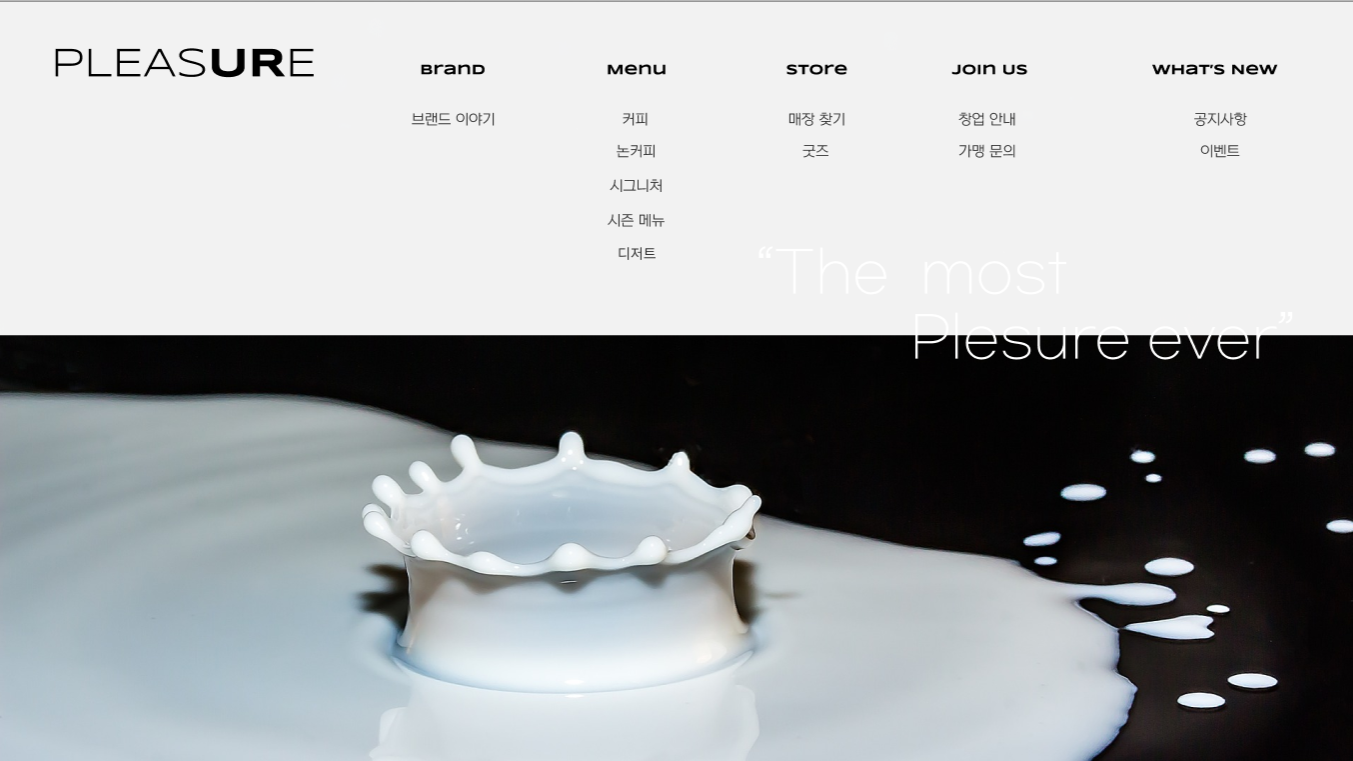 PLEASURE
Brand
Menu
Store
Join Us
What's New
브랜드 이야기
커피
매장 찾기
창업 안내
공지사항
논커피
굿즈
가맹 문의
이벤트
시그니처
시즌 메뉴
디저트
“The most
Plesure ever”